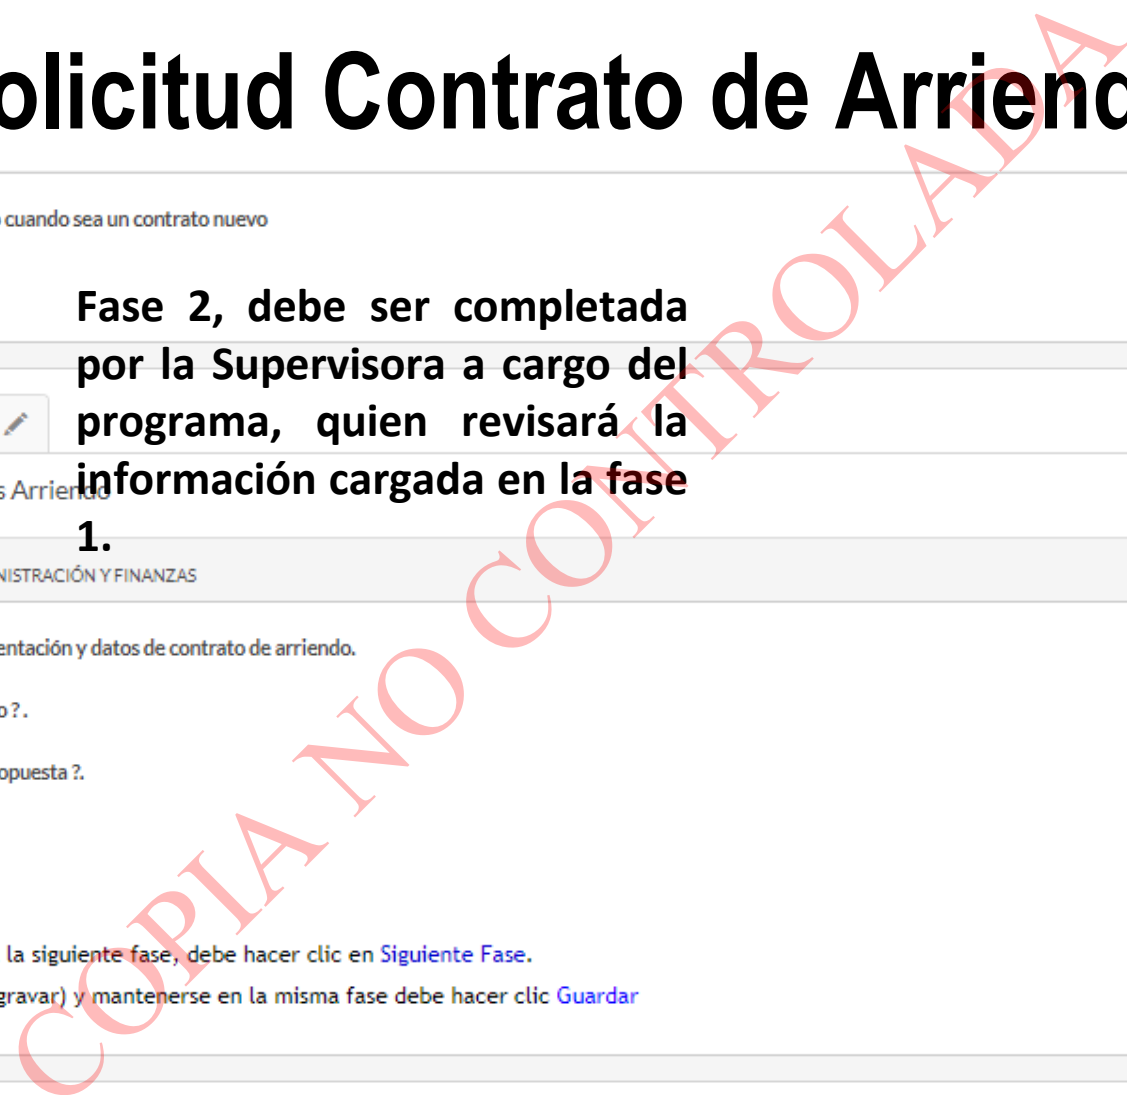 olicitud Contrato de Arriend
cuando sea un contrato nuevo
Fase 2, debe ser completada
por la Supervisora a cargo del
programa, quien revisará la
información cargada en la fase
1.
s Arriendo
NISTRACIÓN Y FINANZAS
entación y datos de contrato de arriendo.
o ? .
opuesta ?.
la siguiente fase, debe hacer clic en Siguiente Fase.
gravar) y mantenerse en la misma fase debe hacer clic Guardar
COPIA NO CONTROLADA